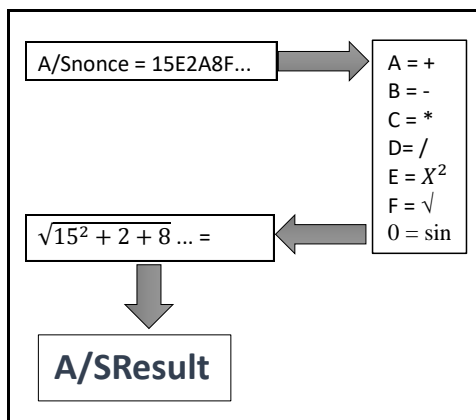 A/Snonce = 15E2A8F...
A = +
B = -
C = *
D= /
E = X²
F = √
0 = sin
√15² + 2 + 8 ... =
A/SResult